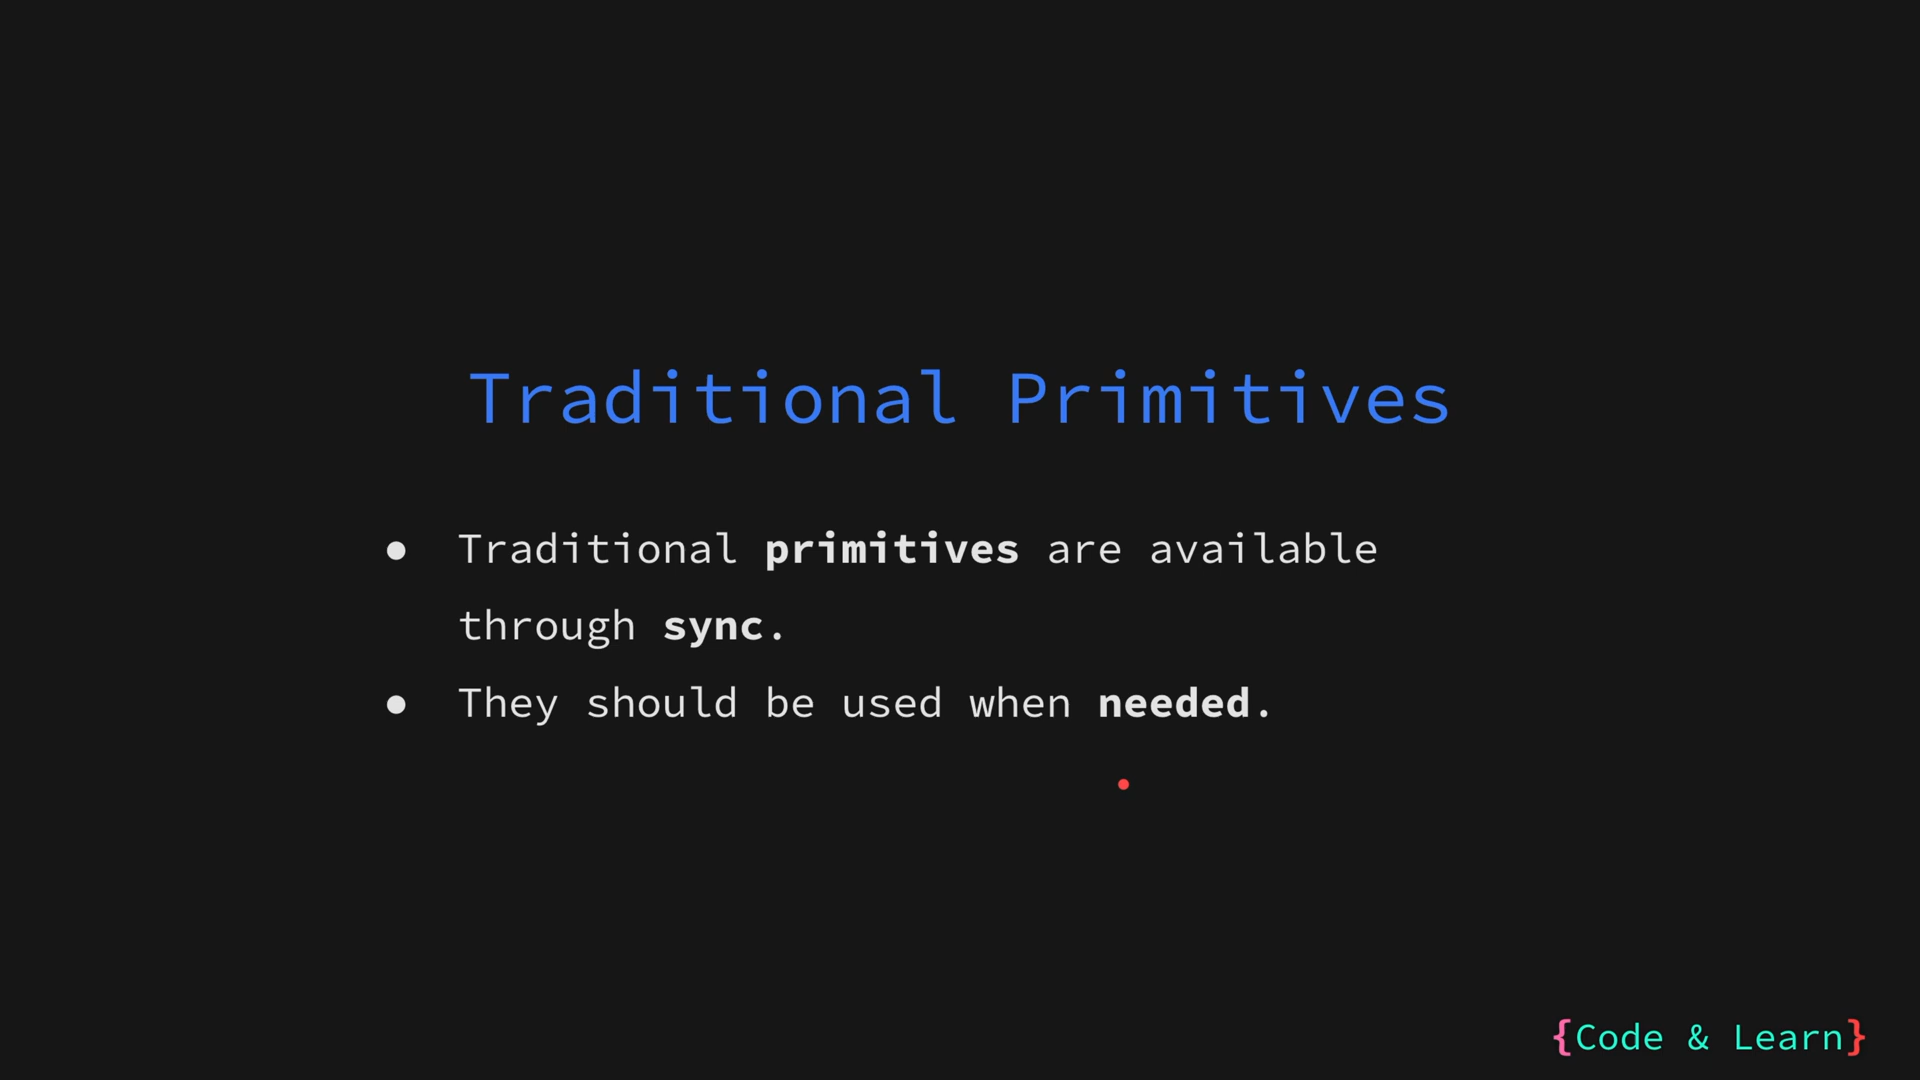 Traditional Primitives
● Traditional primitives are available
through sync.
● They should be used when needed.
{Code & Learn}